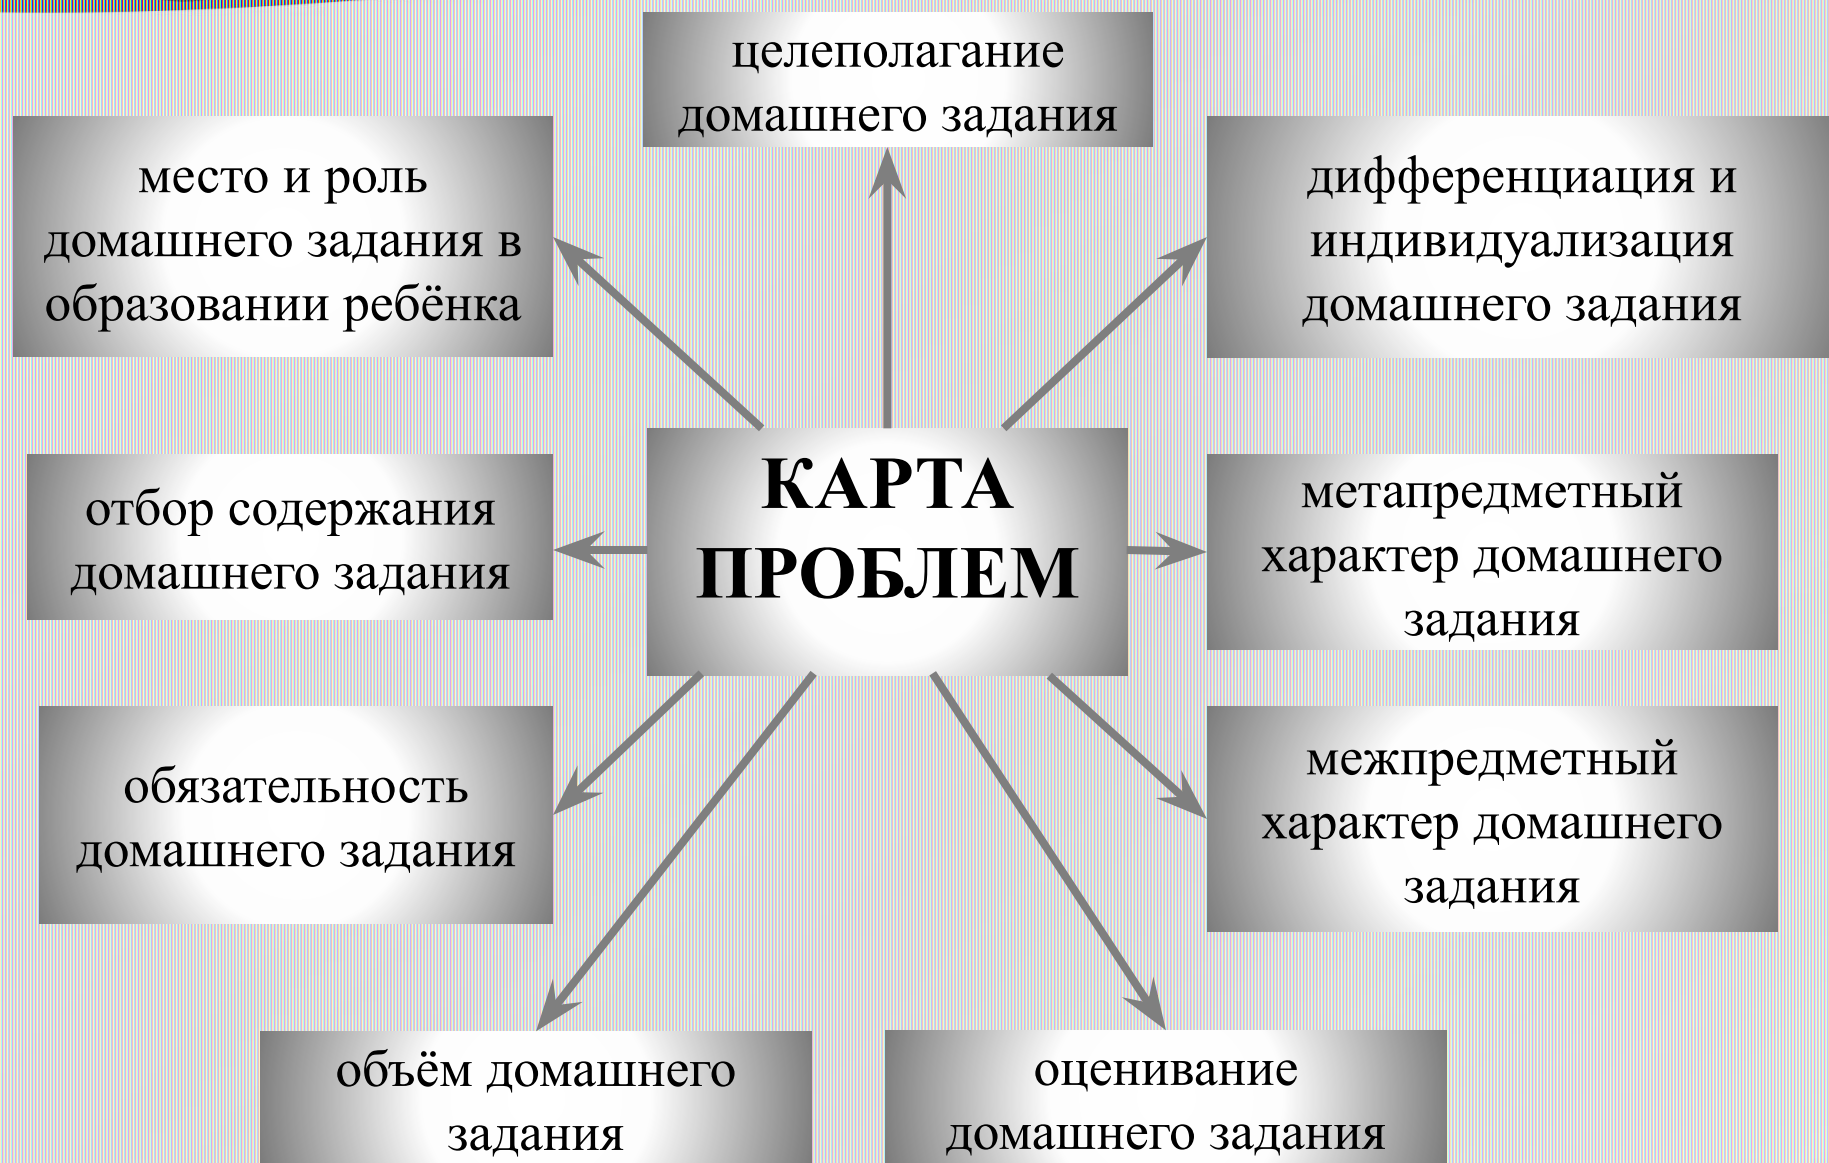 целеполагание
домашнего задания
место и роль
домашнего задания в
образовании ребёнка
дифференциация и
индивидуализация
домашнего задания
КАРТА
ПРОБЛЕМ
отбор содержания
домашнего задания
метапредметный
характер домашнего
задания
обязательность
домашнего задания
межпредметный
характер домашнего
задания
объём домашнего
задания
оценивание
домашнего задания